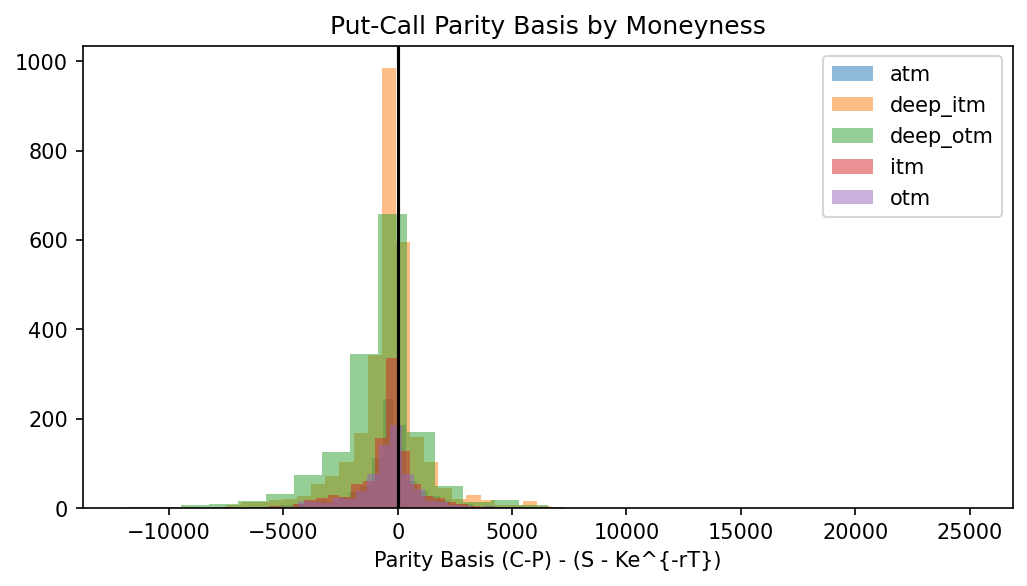 Put-Call Parity Basis by Moneyness
1000
800
600
400
200
0
−10000
−5000
0
5000
10000
15000
20000
25000
Parity Basis (C-P) - (S - Ke^{-rT})
atm
deep_itm
deep_otm
itm
otm